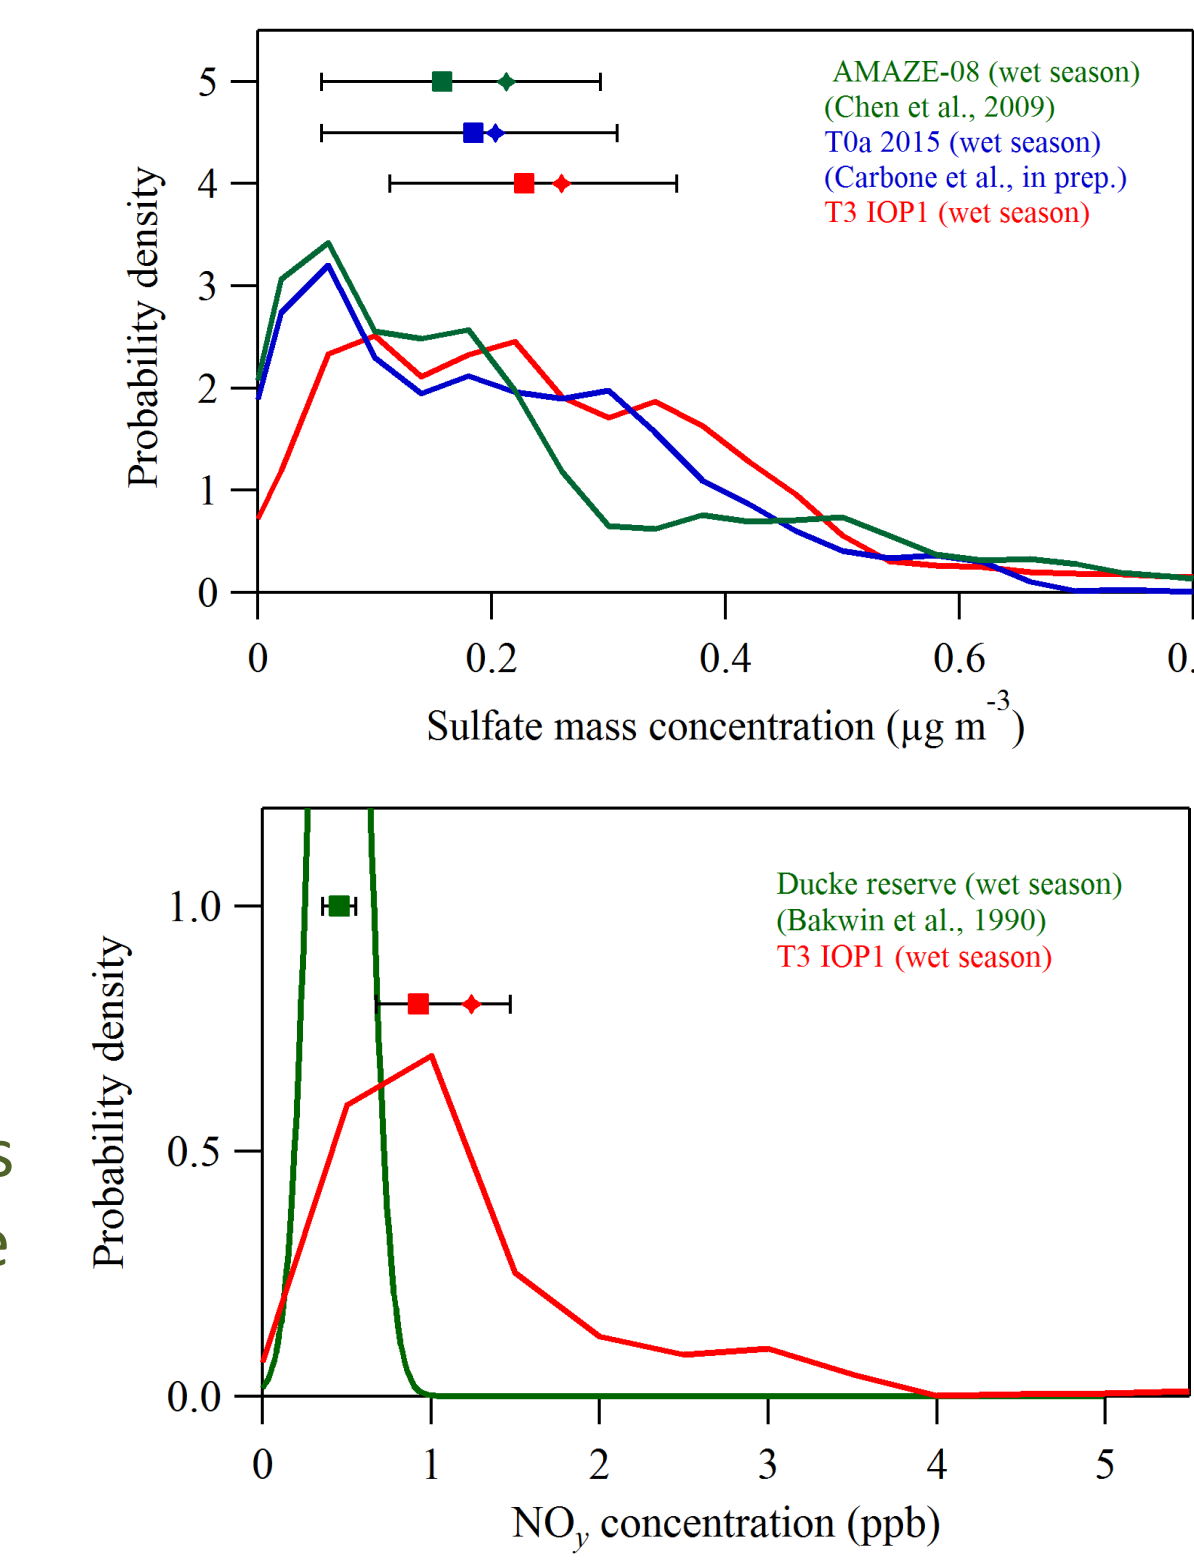 5
4
3
2
1
0
Probability density
AMAZE-08 (wet season)
(Chen et al., 2009)
T0a 2015 (wet season)
(Carbone et al., in prep.)
T3 IOP1 (wet season)
0 0.2 0.4 0.6 0.
Sulfate mass concentration (µg m-3)
1.0
0.5
0.0
Probability density
Ducke reserve (wet season)
(Bakwin et al., 1990)
T3 IOP1 (wet season)
s
e
0 1 2 3 4 5
NOy concentration (ppb)